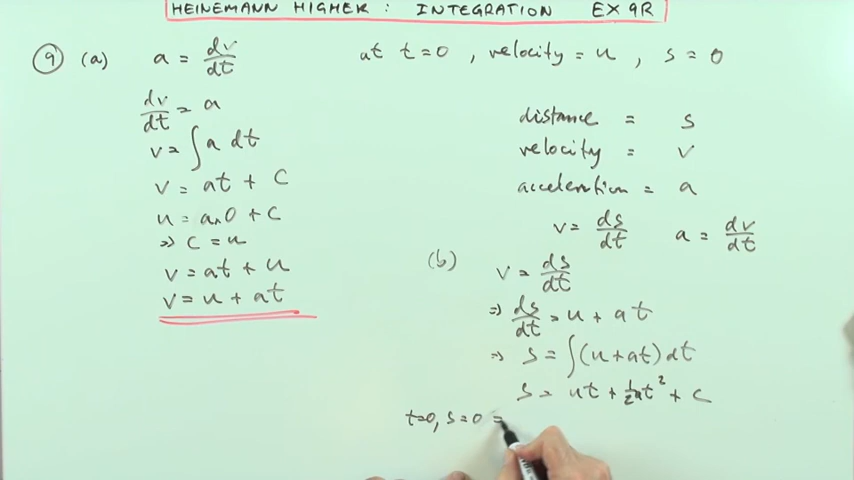 HEINEMANN HIGHER : INTEGRATION EX 9R
9 (a) a = dv/dt
at t=0 , velocity = u , s = 0
dv/dt = a
v = ∫ a dt
v = at + C
u = a×0 + C
⇒ C = u
v = at + u
v = u + at
distance = s
velocity = v
acceleration = a
v = ds/dt a = dv/dt
(b) v = ds/dt
⇒ ds/dt = u + at
⇒ s = ∫(u+at) dt
s = ut + ½at² + C
t=0, s=0 =